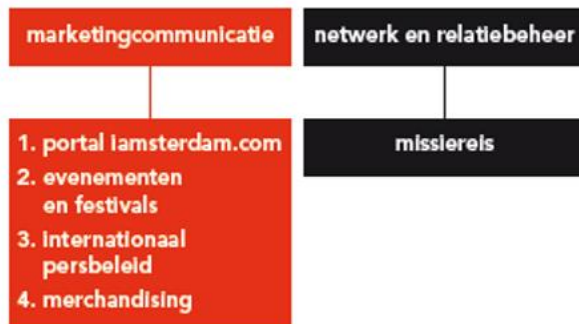 marketingcommunicatie
1. portal iamsterdam.com
2. evenementen
en festivals
3. internationaal
persbeleid
4. merchandising
netwerk en relatiebeheer
missiereis